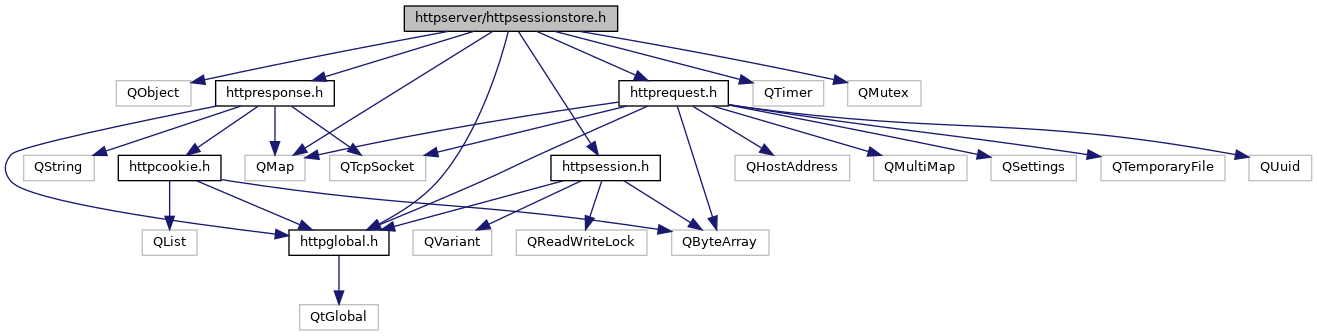 httpserver/httpsessionstore.h
QObject
httpresponse.h
httprequest.h
QTimer
QMutex
QString
httpcookie.h
QMap
QTcpSocket
httpsession.h
QHostAddress
QMultiMap
QSettings
QTemporaryFile
QUuid
QList
httpglobal.h
QVariant
QReadWriteLock
QByteArray
QtGlobal